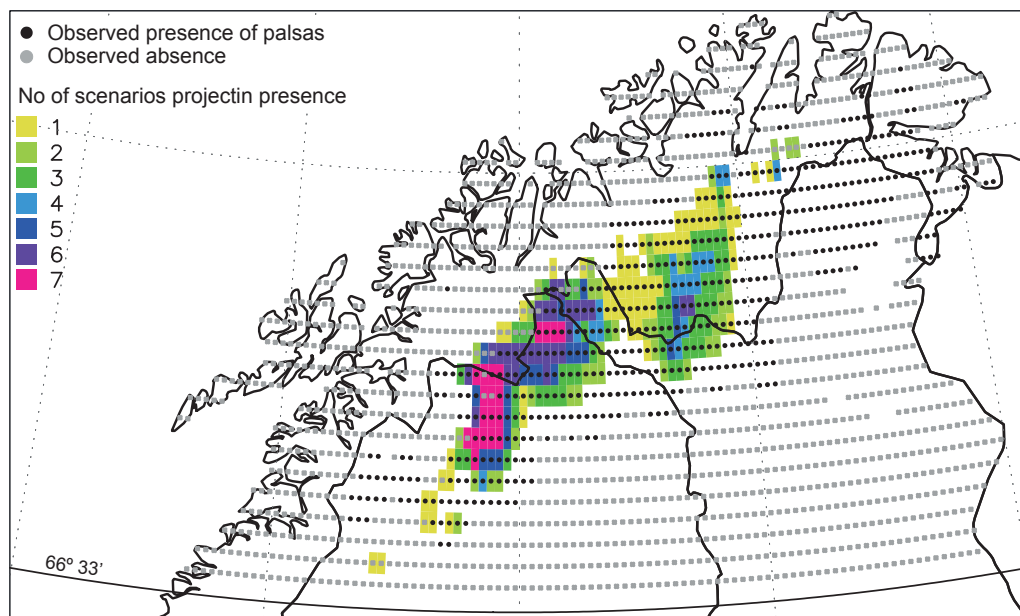 Observed presence of palsas
Observed absence
No of scenarios projectin presence
1
2
3
4
5
6
7
66º 33'